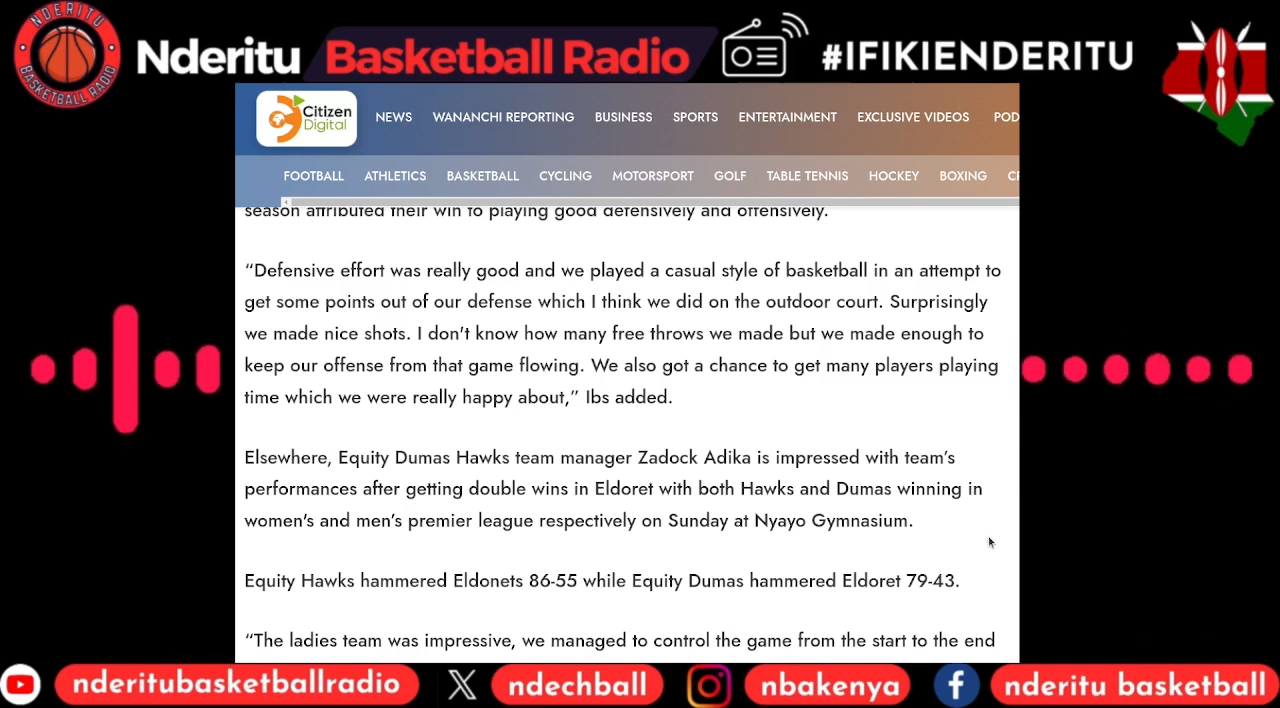 NDERITU
BASKETBALL RADIO
Nderitu Basketball Radio
#IFIKIENDERITU
Citizen
Digital
NEWS WANANCHI REPORTING BUSINESS SPORTS ENTERTAINMENT EXCLUSIVE VIDEOS POD
FOOTBALL ATHLETICS BASKETBALL CYCLING MOTORSPORT GOLF TABLE TENNIS HOCKEY BOXING
season attributed their win to playing good defensively and offensively.
“Defensive effort was really good and we played a casual style of basketball in an attempt to
get some points out of our defense which I think we did on the outdoor court. Surprisingly
we made nice shots. I don't know how many free throws we made but we made enough to
keep our offense from that game flowing. We also got a chance to get many players playing
time which we were really happy about,” Ibs added.
Elsewhere, Equity Dumas Hawks team manager Zadock Adika is impressed with team’s
performances after getting double wins in Eldoret with both Hawks and Dumas winning in
women's and men’s premier league respectively on Sunday at Nyayo Gymnasium.
Equity Hawks hammered Eldonets 86-55 while Equity Dumas hammered Eldoret 79-43.
“The ladies team was impressive, we managed to control the game from the start to the end
nderitubasketballradio
ndechball
nbakenya
nderitu basketball